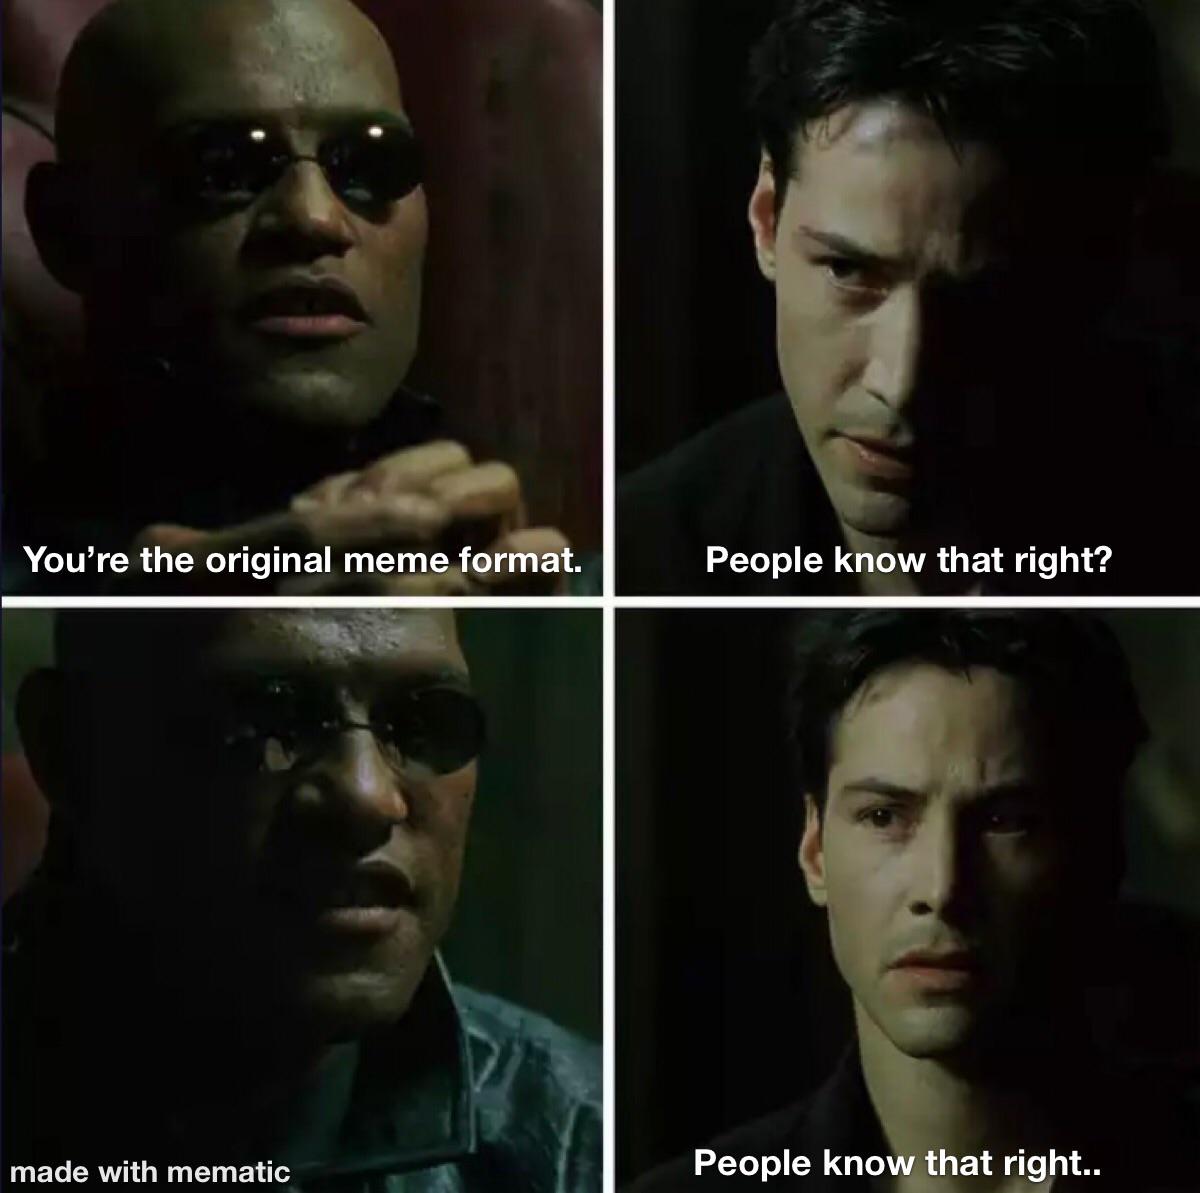 You’re the original meme format.
People know that right?
People know that right..
made with mematic